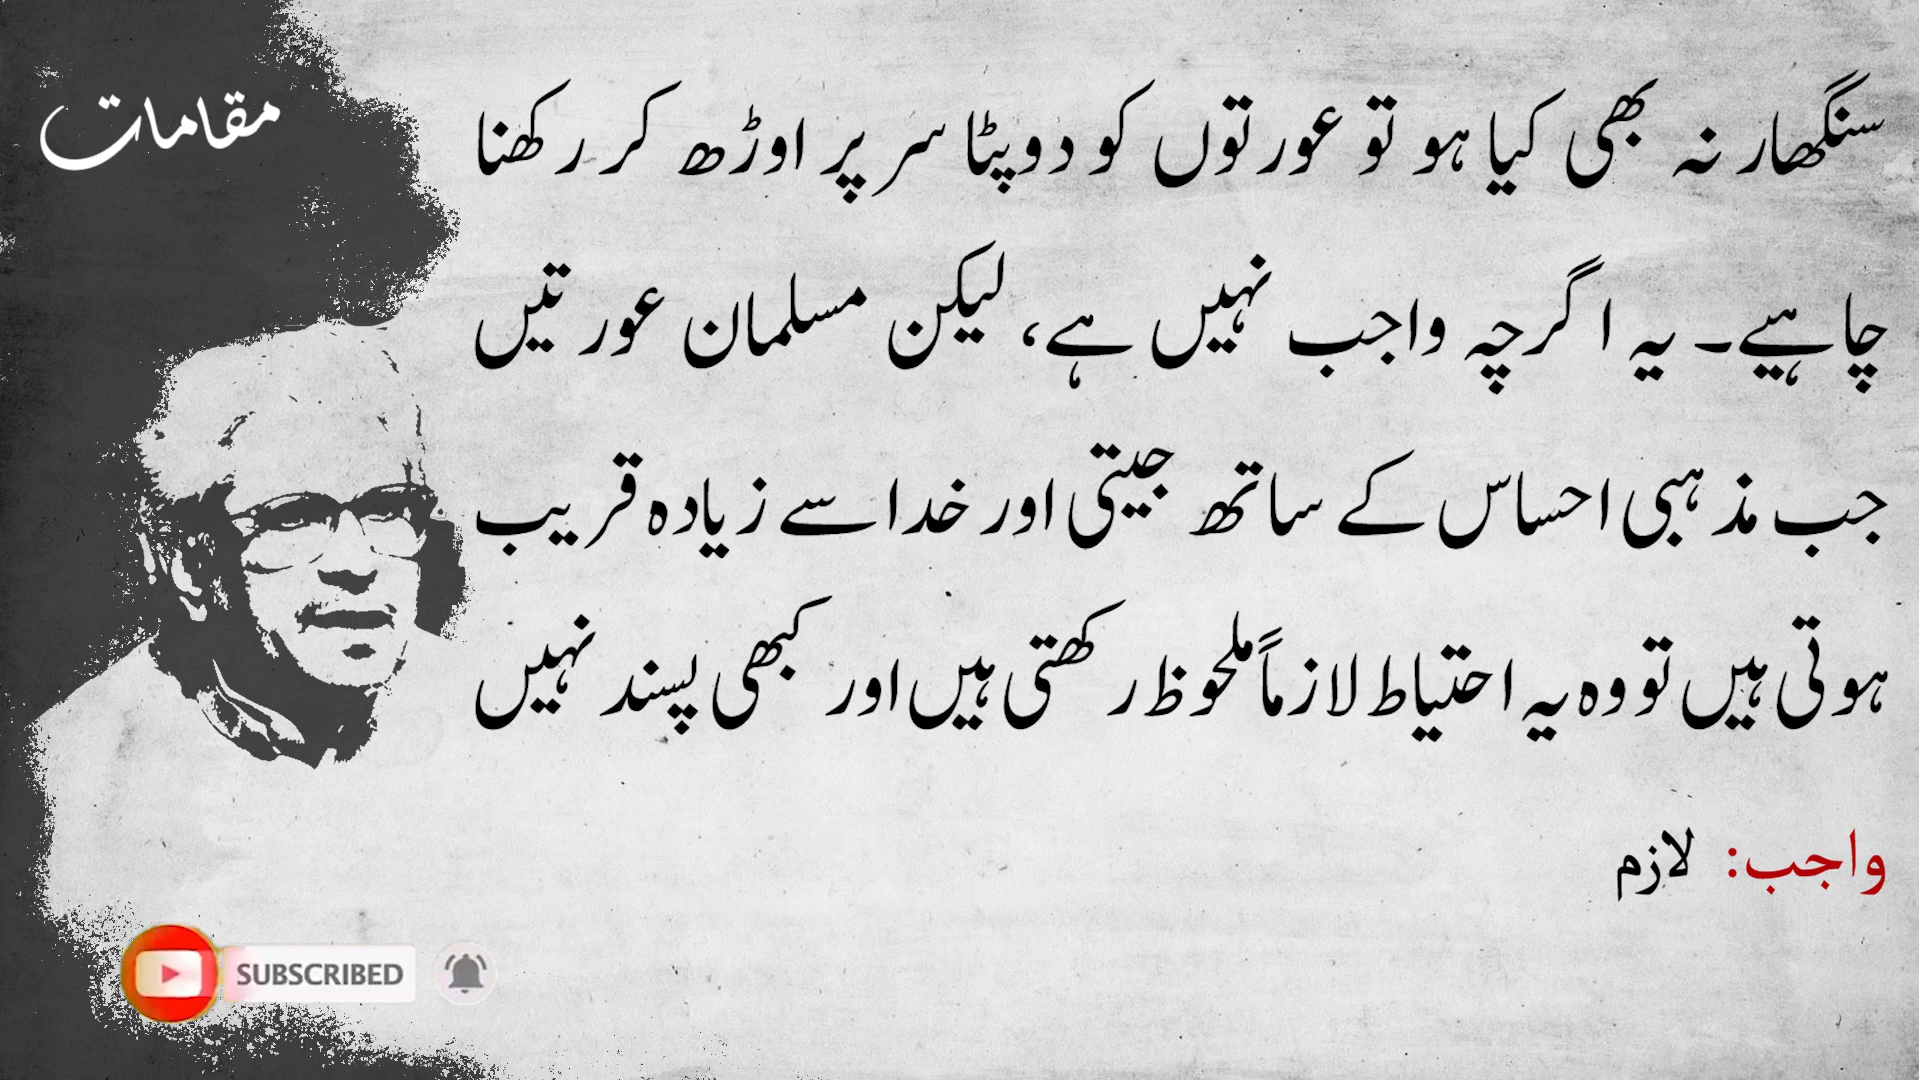 مقامات
سنگھار نہ بھی کیا ہو تو عورتوں کو دوپٹا سر پر اوڑھ کر رکھنا
چاہیے۔ یہ اگرچہ واجب نہیں ہے، لیکن مسلمان عورتیں
جب مذہبی احساس کے ساتھ جیتی اور خدا سے زیادہ قریب
ہوتی ہیں تو وہ یہ احتیاط لازماً ملحوظ رکھتی ہیں اور کبھی پسند نہیں
واجب: لازم
SUBSCRIBED